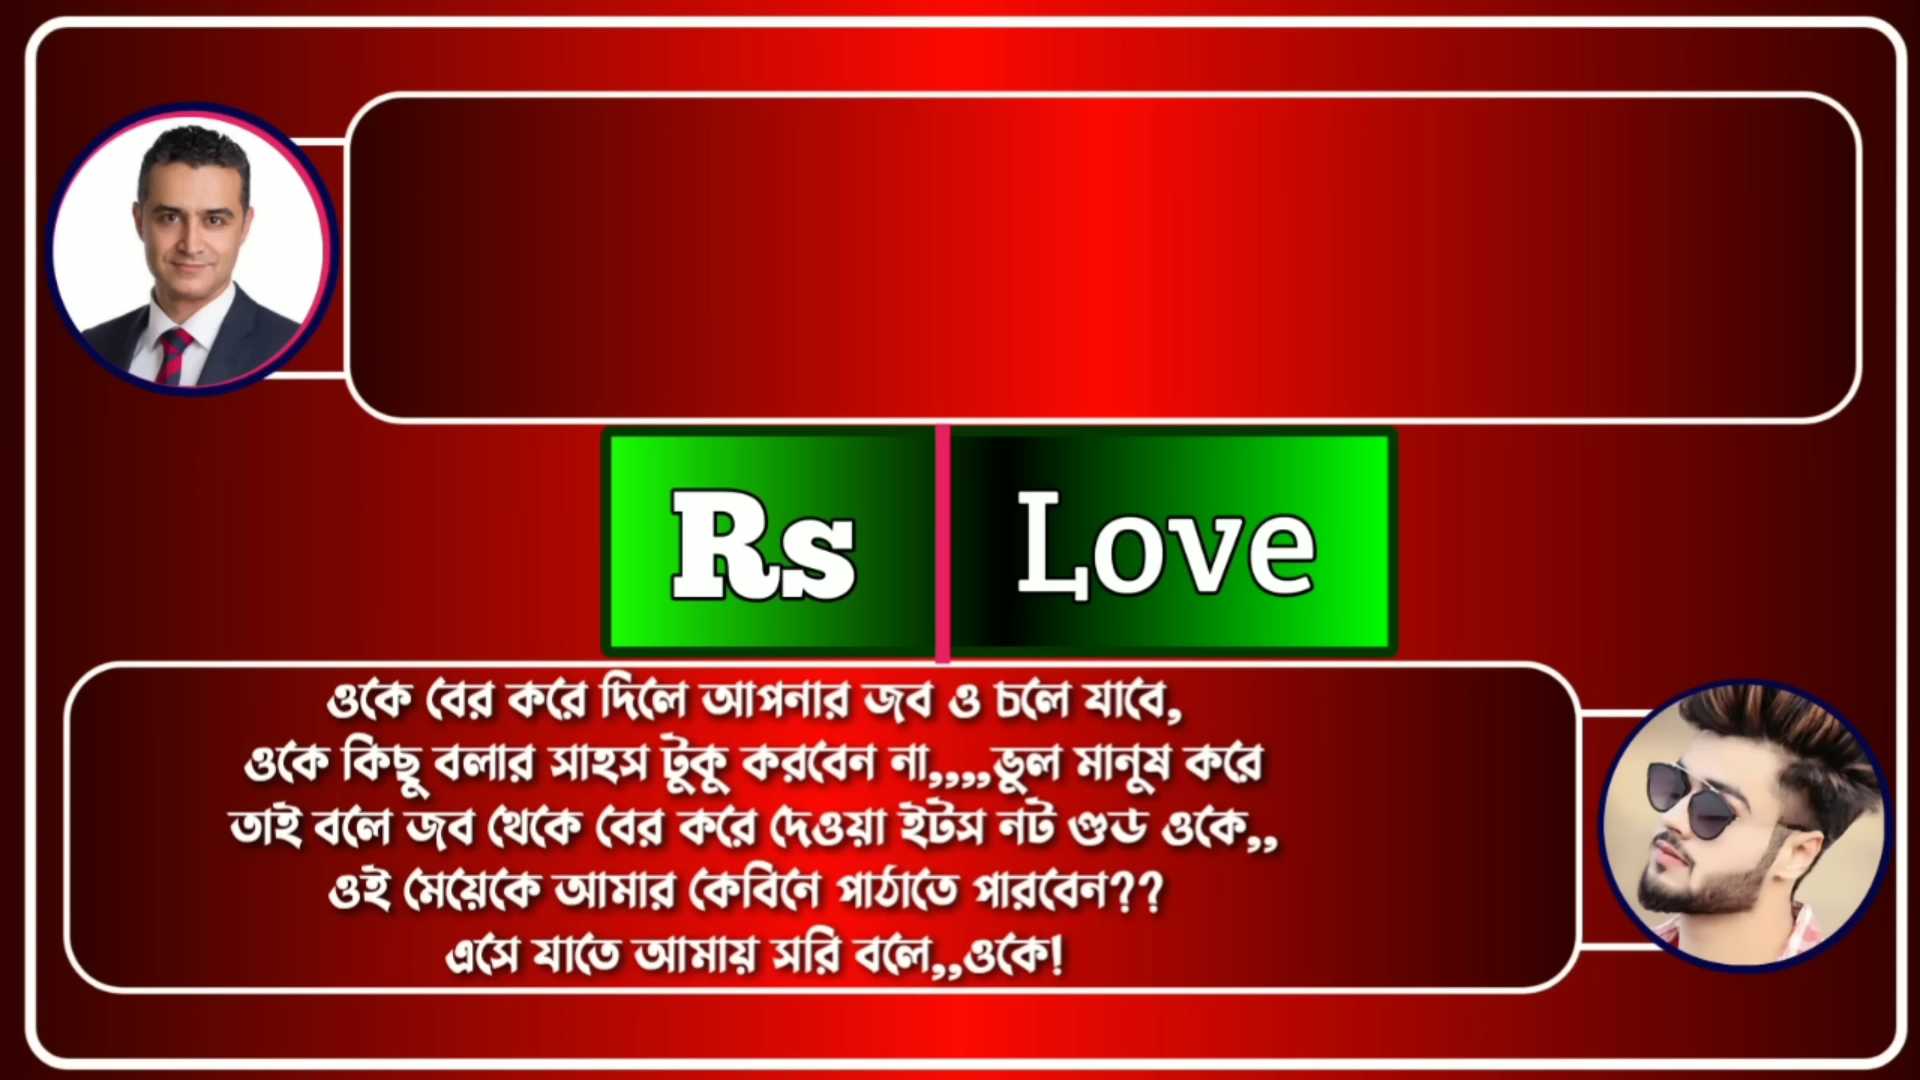 Rs Love
ওকে বের করে দিলে আপনার জব ও চলে যাবে,
ওকে কিছু বলার সাহস টুকু করবেন না,,,,ভুল মানুষ করে
তাই বলে জব থেকে বের করে দেওয়া ইটস নট গুড ওকে,,
ওই মেয়েকে আমার কেবিনে পাঠাতে পারবেন??
এসে যাতে আমায় সরি বলে,,ওকে!